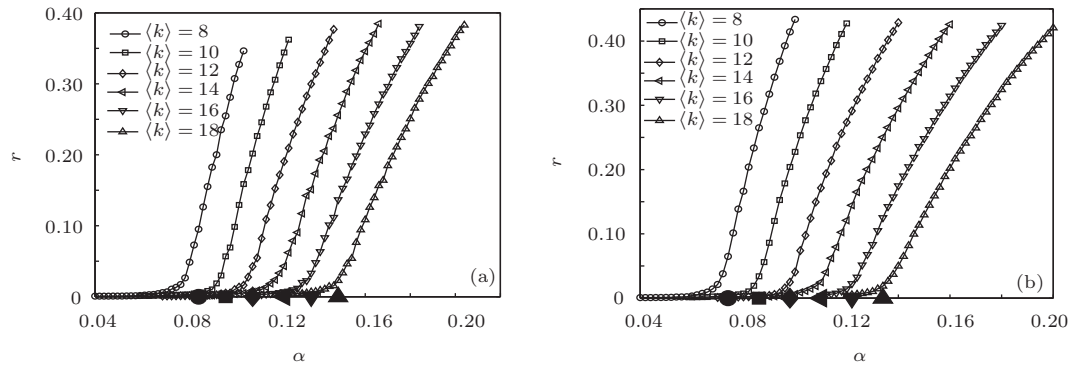 0.40
0.30
0.20
0.10
0
r
⟨k⟩ = 8
⟨k⟩ = 10
⟨k⟩ = 12
⟨k⟩ = 14
⟨k⟩ = 16
⟨k⟩ = 18
(a)
0.04 0.08 0.12 0.16 0.20
α
0.40
0.30
0.20
0.10
0
r
⟨k⟩ = 8
⟨k⟩ = 10
⟨k⟩ = 12
⟨k⟩ = 14
⟨k⟩ = 16
⟨k⟩ = 18
(b)
0.04 0.08 0.12 0.16 0.20
α